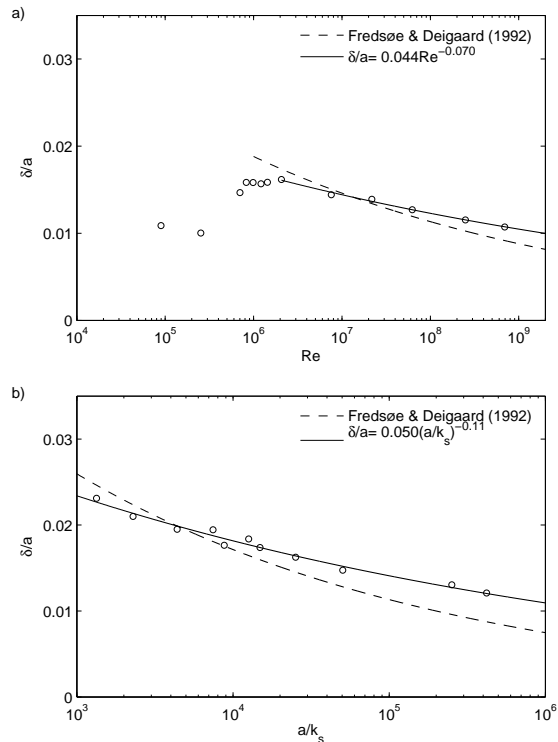 a)
0.03
0.02
0.01
0
δ/a
10^4
10^5
10^6
10^7
10^8
10^9
Re
Fredsøe & Deigaard (1992)
δ/a= 0.044Re^−0.070
b)
0.03
0.02
0.01
0
δ/a
10^3
10^4
10^5
10^6
a/k_s
Fredsøe & Deigaard (1992)
δ/a= 0.050(a/k_s)^−0.11